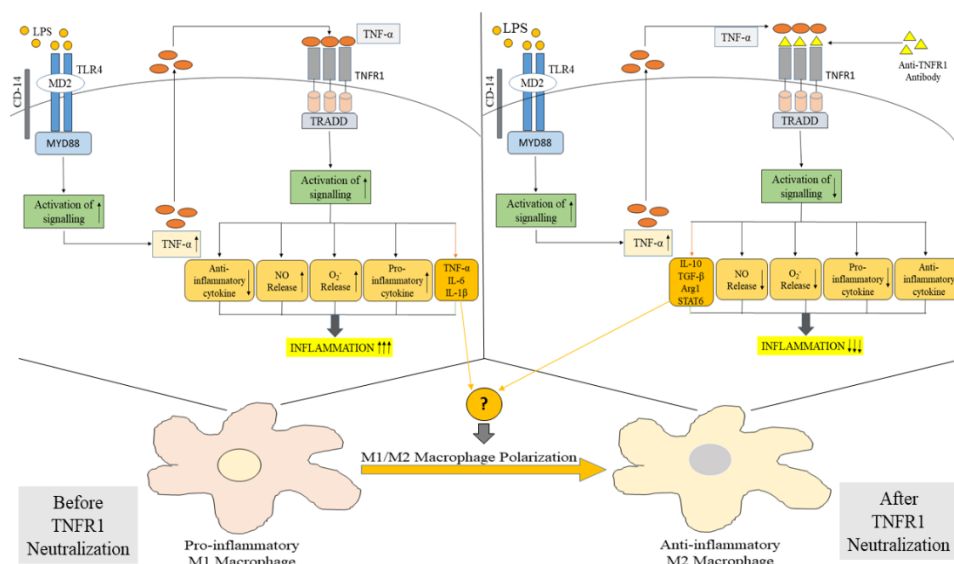 LPS
TLR4
MD2
CD-14
MYD88
Activation of ↑
signalling
TNF-α ↑
TNF-α
TNFR1
TRADD
Activation of ↑
signalling
Anti-
inflammatory
cytokine ↓
NO
Release ↑
O₂⁻
Release ↑
Pro-
inflammatory
cytokine ↑
TNF-α
IL-6
IL-1β
INFLAMMATION ↑↑↑
LPS
TLR4
MD2
CD-14
MYD88
Activation of ↑
signalling
TNF-α ↑
TNF-α
TNFR1
Anti-TNFR1
Antibody
TRADD
Activation of ↓
signalling
IL-10
TGF-β
Arg1
STAT6
NO
Release ↓
O₂⁻
Release ↓
Pro-
inflammatory
cytokine ↓
Anti-
inflammatory
cytokine
INFLAMMATION ↓↓↓
?
M1/M2 Macrophage Polarization
Before
TNFR1
Neutralization
Pro-inflammatory
M1 Macrophage
Anti-inflammatory
M2 Macrophage
After
TNFR1
Neutralization